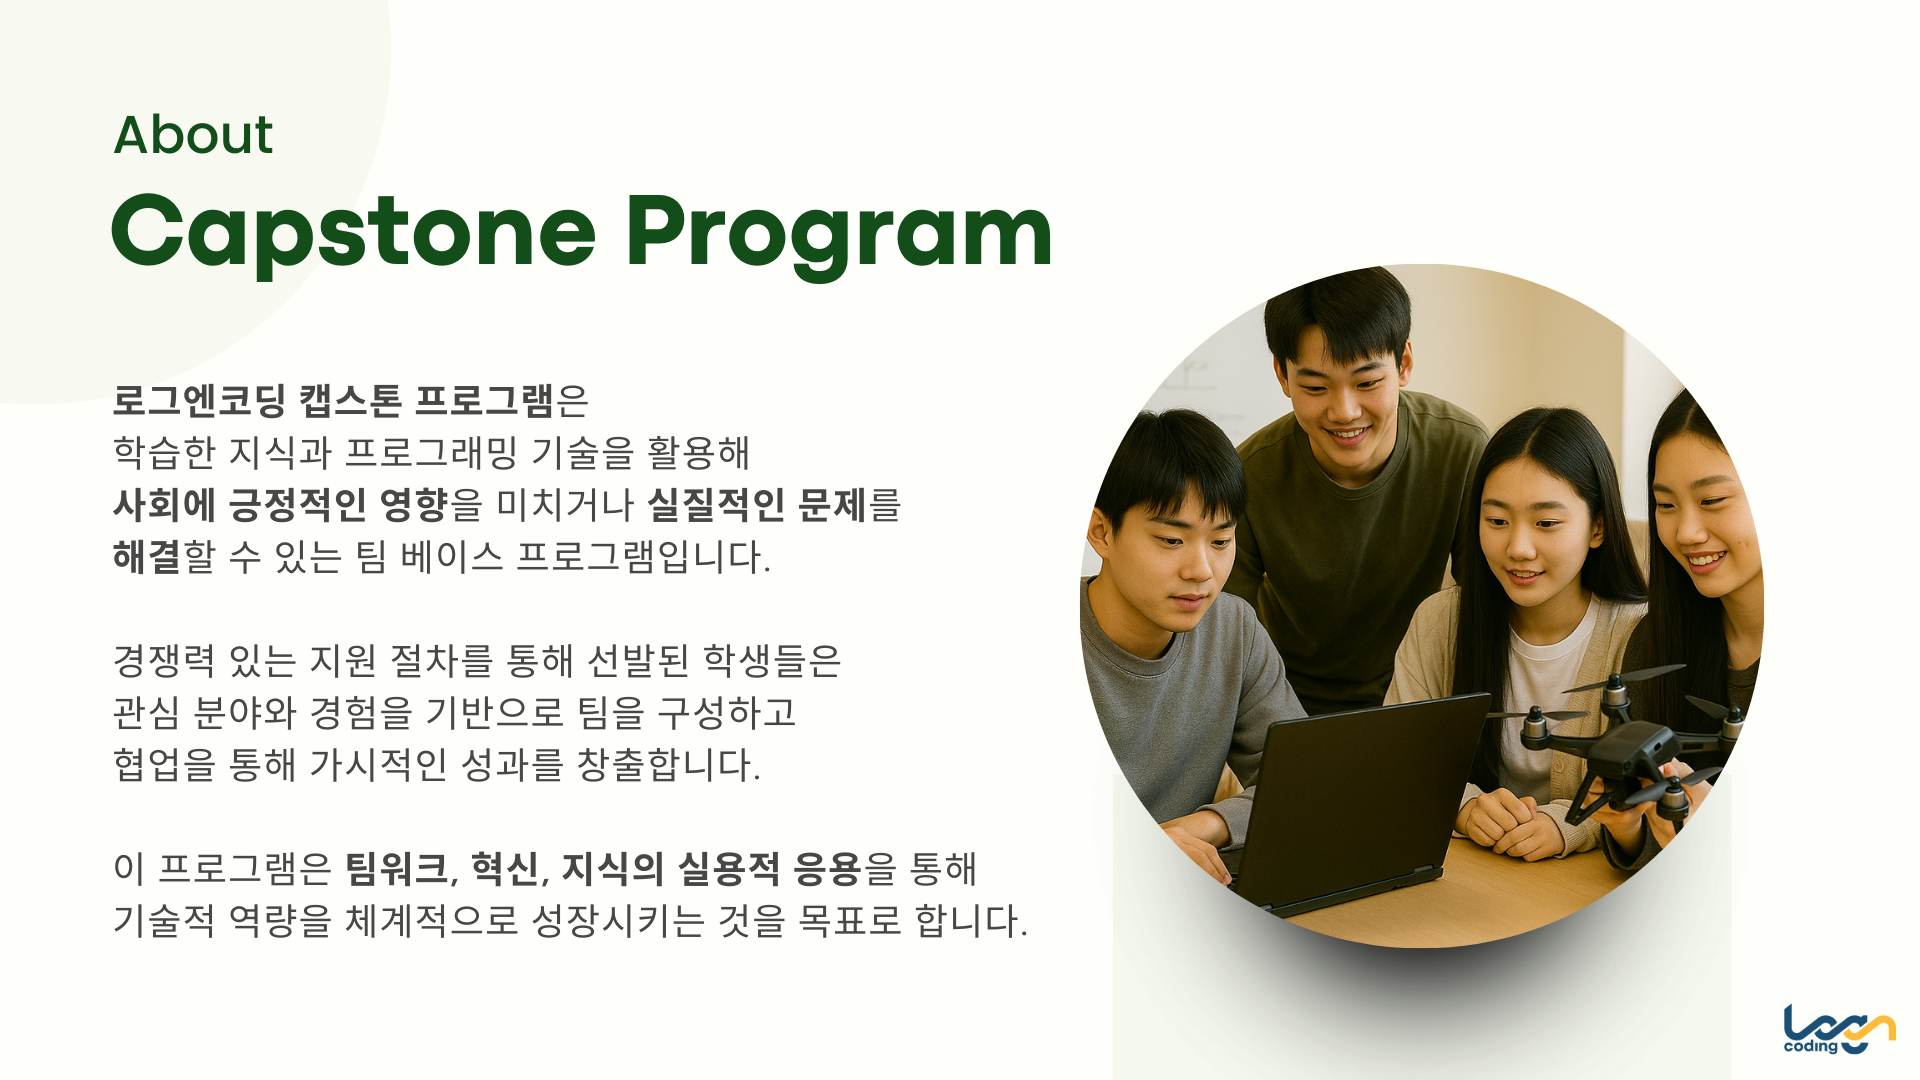 About
Capstone Program
로그엔코딩 캡스톤 프로그램은
학습한 지식과 프로그래밍 기술을 활용해
사회에 긍정적인 영향을 미치거나 실질적인 문제를
해결할 수 있는 팀 베이스 프로그램입니다.
경쟁력 있는 지원 절차를 통해 선발된 학생들은
관심 분야와 경험을 기반으로 팀을 구성하고
협업을 통해 가시적인 성과를 창출합니다.
이 프로그램은 팀워크, 혁신, 지식의 실용적 응용을 통해
기술적 역량을 체계적으로 성장시키는 것을 목표로 합니다.
logn
coding